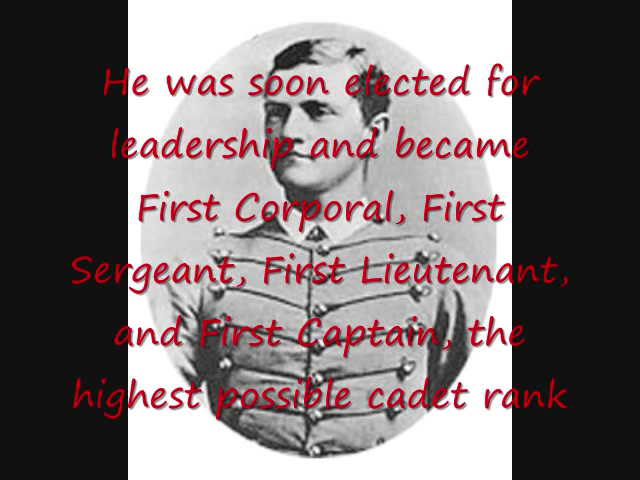 He was soon elected for
leadership and became
First Corporal, First
Sergeant, First Lieutenant,
and First Captain, the
highest possible cadet rank